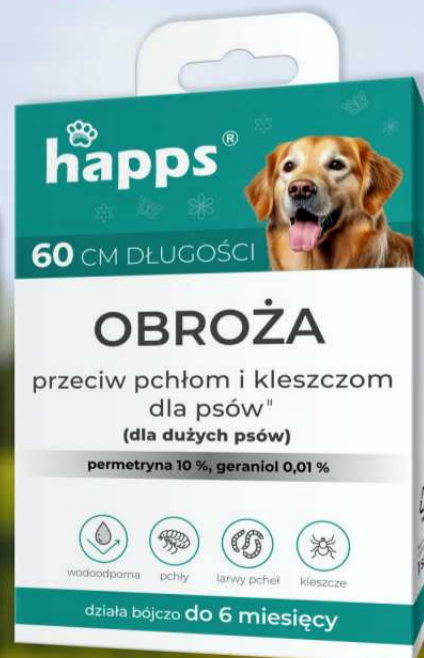 happs®
60 CM DŁUGOŚCI
OBROŻA
przeciw pchłom i kleszczom
dla psów"
(dla dużych psów)
permetryna 10 %, geraniol 0,01 %
wodoodporna pchły larwy pcheł kleszcze
działa bójczo do 6 miesięcy